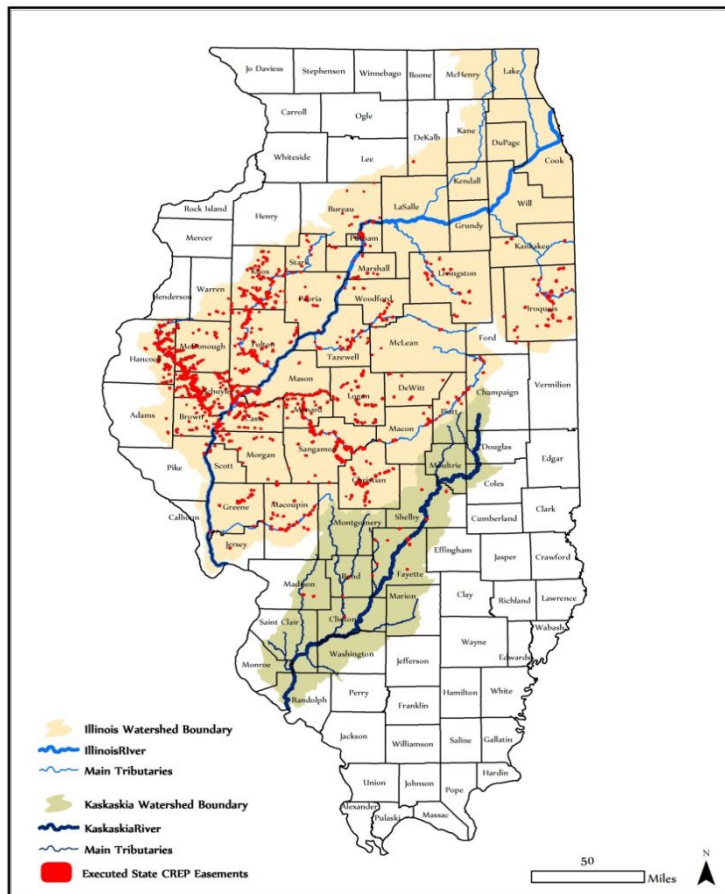 Jo Daviess
Stephenson
Winnebago
Boone
McHenry
Lake
Carroll
Ogle
DeKalb
Kane
DuPage
Cook
Whiteside
Lee
Kendall
Will
Rock Island
Henry
Bureau
LaSalle
Grundy
Mercer
Putnam
Kankakee
Stark
Knox
Marshall
Livingston
Henderson
Warren
Peoria
Woodford
Iroquois
Hancock
McDonough
Fulton
Tazewell
McLean
Ford
Mason
Schuyler
Logan
DeWitt
Champaign
Vermilion
Adams
Brown
Cass
Menard
Piatt
Macon
Pike
Scott
Morgan
Sangamo
Moultrie
Douglas
Edgar
Christian
Coles
Calhoun
Greene
Macoupin
Montgomery
Shelby
Cumberland
Clark
Jersey
Effingham
Jasper
Crawford
Madison
Bond
Fayette
Clay
Richland
Lawrence
Saint Clair
Clinton
Marion
Wabash
Monroe
Washington
Wayne
Edwards
Jefferson
Randolph
Perry
Hamilton
White
Franklin
Jackson
Williamson
Saline
Gallatin
Union
Johnson
Pope
Hardin
Alexander
Pulaski
Massac
Illinois Watershed Boundary
IllinoisRIver
Main Tributaries
Kaskaskia Watershed Boundary
KaskaskiaRiver
Main Tributaries
Executed State CREP Easements
50
Miles
N